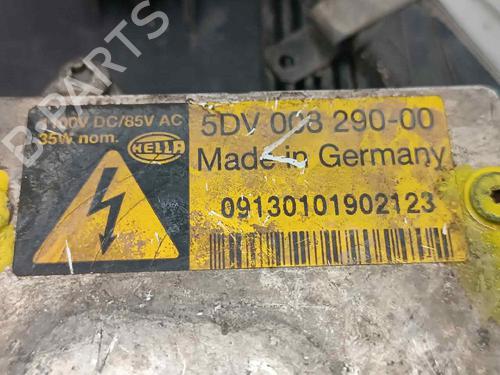 100V DC/85V AC
35W nom.
HELLA
5DV 008 290-00
Made in Germany
09130101902123
B-PARTS